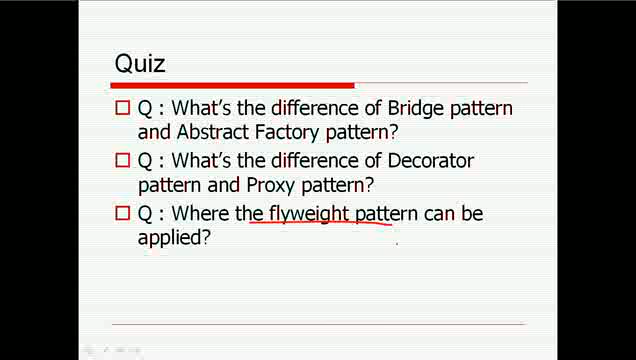 Quiz
Q : What's the difference of Bridge pattern
and Abstract Factory pattern?
Q : What's the difference of Decorator
pattern and Proxy pattern?
Q : Where the flyweight pattern can be
applied?